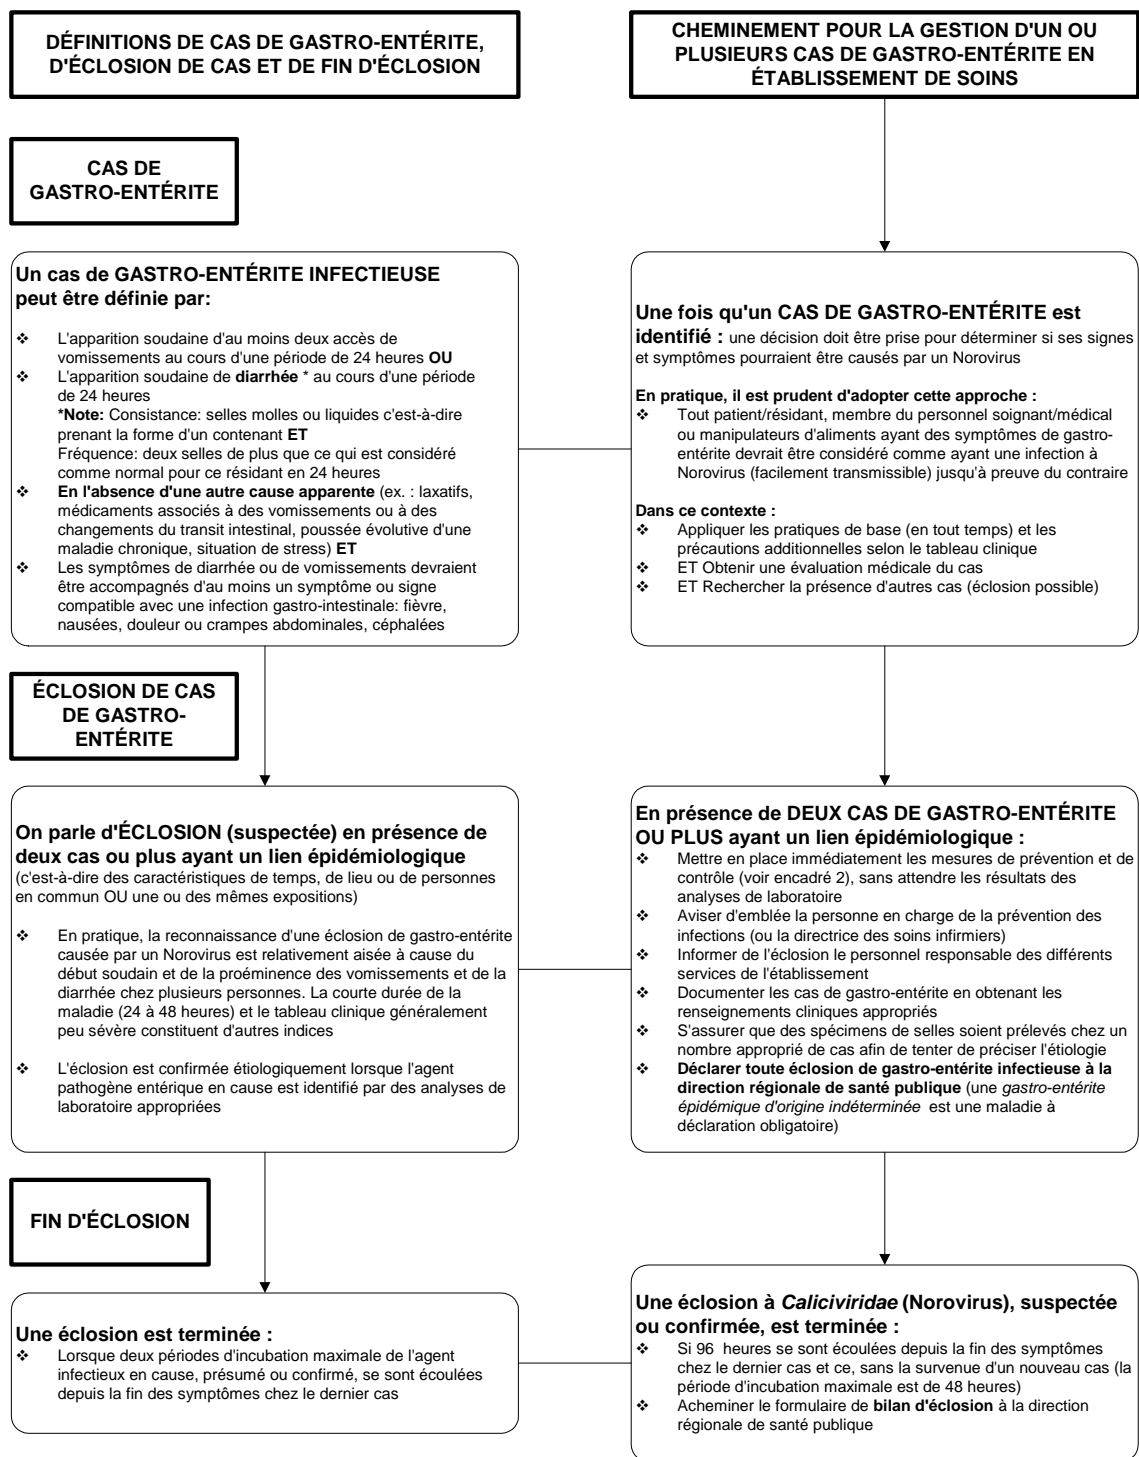 DÉFINITIONS DE CAS DE GASTRO-ENTÉRITE,
D'ÉCLOSION DE CAS ET DE FIN D'ÉCLOSION
CHEMINEMENT POUR LA GESTION D'UN OU
PLUSIEURS CAS DE GASTRO-ENTÉRITE EN
ÉTABLISSEMENT DE SOINS
CAS DE
GASTRO-ENTÉRITE
Un cas de GASTRO-ENTÉRITE INFECTIEUSE
peut être définie par:
❖ L'apparition soudaine d'au moins deux accès de
vomissements au cours d'une période de 24 heures OU
❖ L'apparition soudaine de diarrhée * au cours d'une période
de 24 heures
*Note: Consistance: selles molles ou liquides c'est-à-dire
prenant la forme d'un contenant ET
Fréquence: deux selles de plus que ce qui est considéré
comme normal pour ce résidant en 24 heures
❖ En l'absence d'une autre cause apparente (ex. : laxatifs,
médicaments associés à des vomissements ou à des
changements du transit intestinal, poussée évolutive d'une
maladie chronique, situation de stress) ET
❖ Les symptômes de diarrhée ou de vomissements devraient
être accompagnés d'au moins un symptôme ou signe
compatible avec une infection gastro-intestinale: fièvre,
nausées, douleur ou crampes abdominales, céphalées
Une fois qu'un CAS DE GASTRO-ENTÉRITE est
identifié : une décision doit être prise pour déterminer si ses signes
et symptômes pourraient être causés par un Norovirus
En pratique, il est prudent d'adopter cette approche :
❖ Tout patient/résidant, membre du personnel soignant/médical
ou manipulateurs d'aliments ayant des symptômes de gastro-
entérite devrait être considéré comme ayant une infection à
Norovirus (facilement transmissible) jusqu'à preuve du contraire
Dans ce contexte :
❖ Appliquer les pratiques de base (en tout temps) et les
précautions additionnelles selon le tableau clinique
❖ ET Obtenir une évaluation médicale du cas
❖ ET Rechercher la présence d'autres cas (éclosion possible)
ÉCLOSION DE CAS
DE GASTRO-
ENTÉRITE
On parle d'ÉCLOSION (suspectée) en présence de
deux cas ou plus ayant un lien épidémiologique
(c'est-à-dire des caractéristiques de temps, de lieu ou de personnes
en commun OU une ou des mêmes expositions)
❖ En pratique, la reconnaissance d'une éclosion de gastro-entérite
causée par un Norovirus est relativement aisée à cause du
début soudain et de la proéminence des vomissements et de la
diarrhée chez plusieurs personnes. La courte durée de la
maladie (24 à 48 heures) et le tableau clinique généralement
peu sévère constituent d'autres indices
❖ L'éclosion est confirmée étiologiquement lorsque l'agent
pathogène entérique en cause est identifié par des analyses de
laboratoire appropriées
En présence de DEUX CAS DE GASTRO-ENTÉRITE
OU PLUS ayant un lien épidémiologique :
❖ Mettre en place immédiatement les mesures de prévention et de
contrôle (voir encadré 2), sans attendre les résultats des
analyses de laboratoire
❖ Aviser d'emblée la personne en charge de la prévention des
infections (ou la directrice des soins infirmiers)
❖ Informer de l'éclosion le personnel responsable des différents
services de l'établissement
❖ Documenter les cas de gastro-entérite en obtenant les
renseignements cliniques appropriés
❖ S'assurer que des spécimens de selles soient prélevés chez un
nombre approprié de cas afin de tenter de préciser l'étiologie
❖ Déclarer toute éclosion de gastro-entérite infectieuse à la
direction régionale de santé publique (une gastro-entérite
épidémique d'origine indéterminée est une maladie à
déclaration obligatoire)
FIN D'ÉCLOSION
Une éclosion est terminée :
❖ Lorsque deux périodes d'incubation maximale de l'agent
infectieux en cause, présumé ou confirmé, se sont écoulées
depuis la fin des symptômes chez le dernier cas
Une éclosion à Caliciviridae (Norovirus), suspectée
ou confirmée, est terminée :
❖ Si 96 heures se sont écoulées depuis la fin des symptômes
chez le dernier cas et ce, sans la survenue d'un nouveau cas (la
période d'incubation maximale est de 48 heures)
❖ Acheminer le formulaire de bilan d'éclosion à la direction
régionale de santé publique